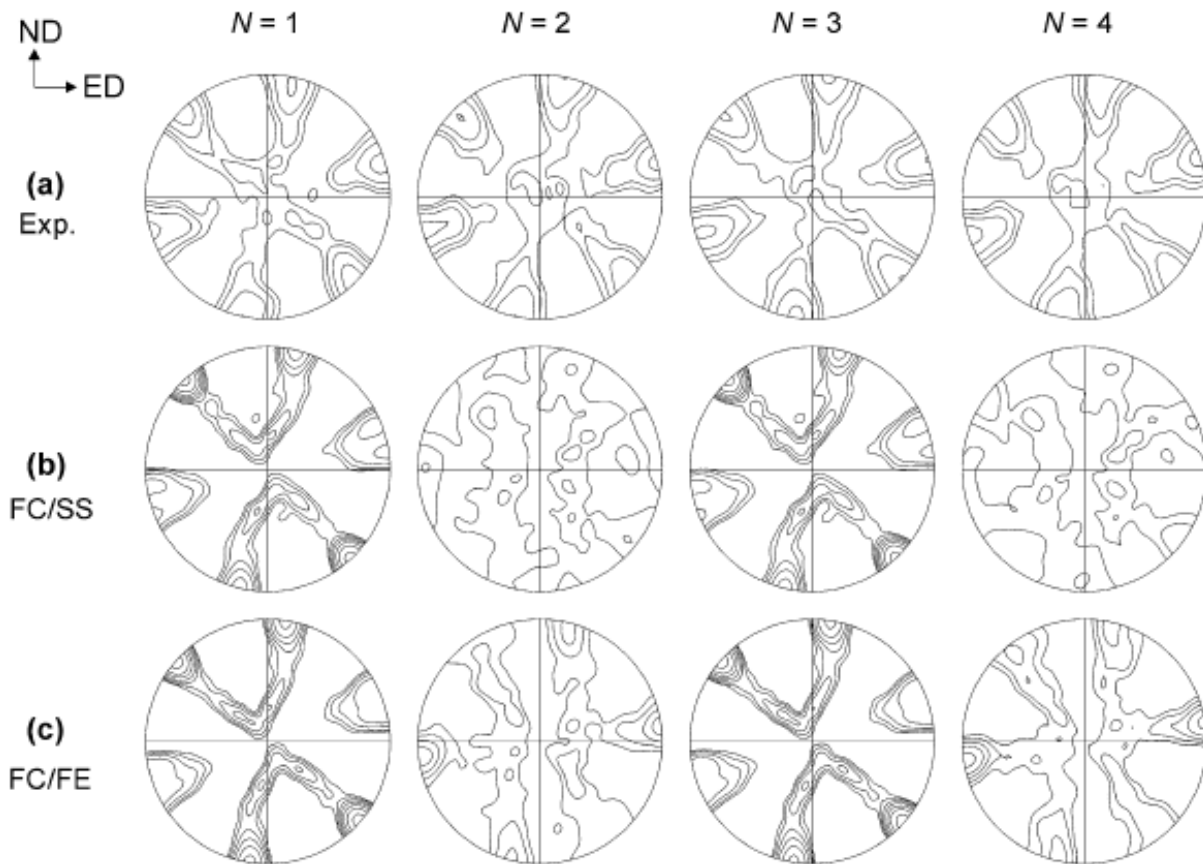 ND
ED
N = 1
N = 2
N = 3
N = 4
(a)
Exp.
(b)
FC/SS
(c)
FC/FE